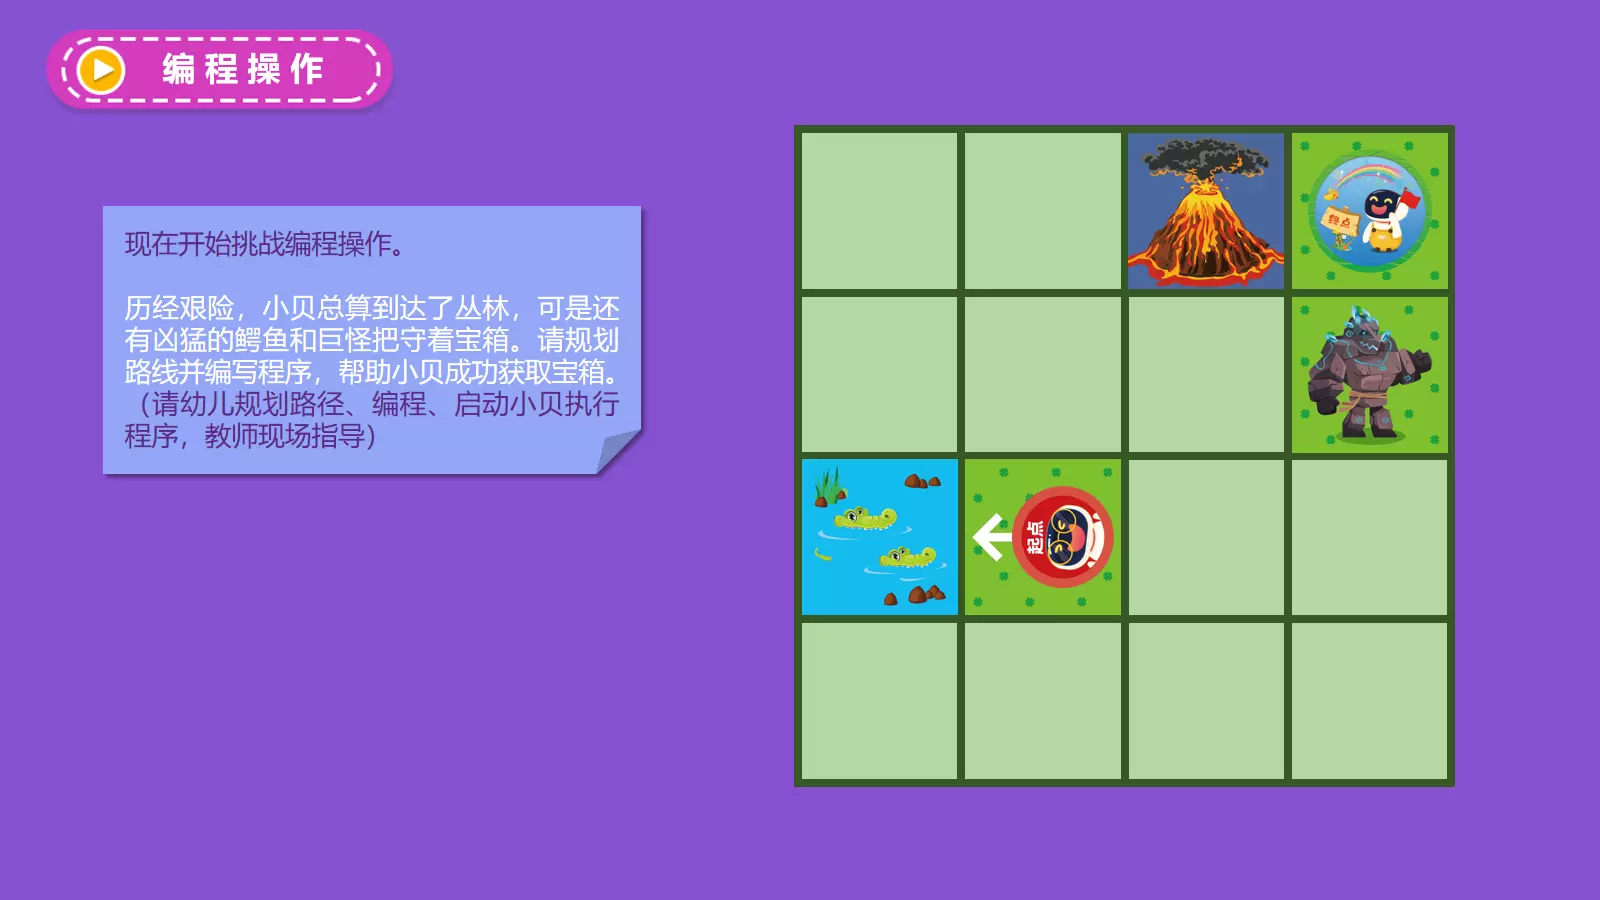 编程操作
现在开始挑战编程操作。
历经艰险，小贝总算到达了丛林，可是还
有凶猛的鳄鱼和巨怪把守着宝箱。请规划
路线并编写程序，帮助小贝成功获取宝箱。
（请幼儿规划路径、编程、启动小贝执行
程序，教师现场指导）
终点
起点